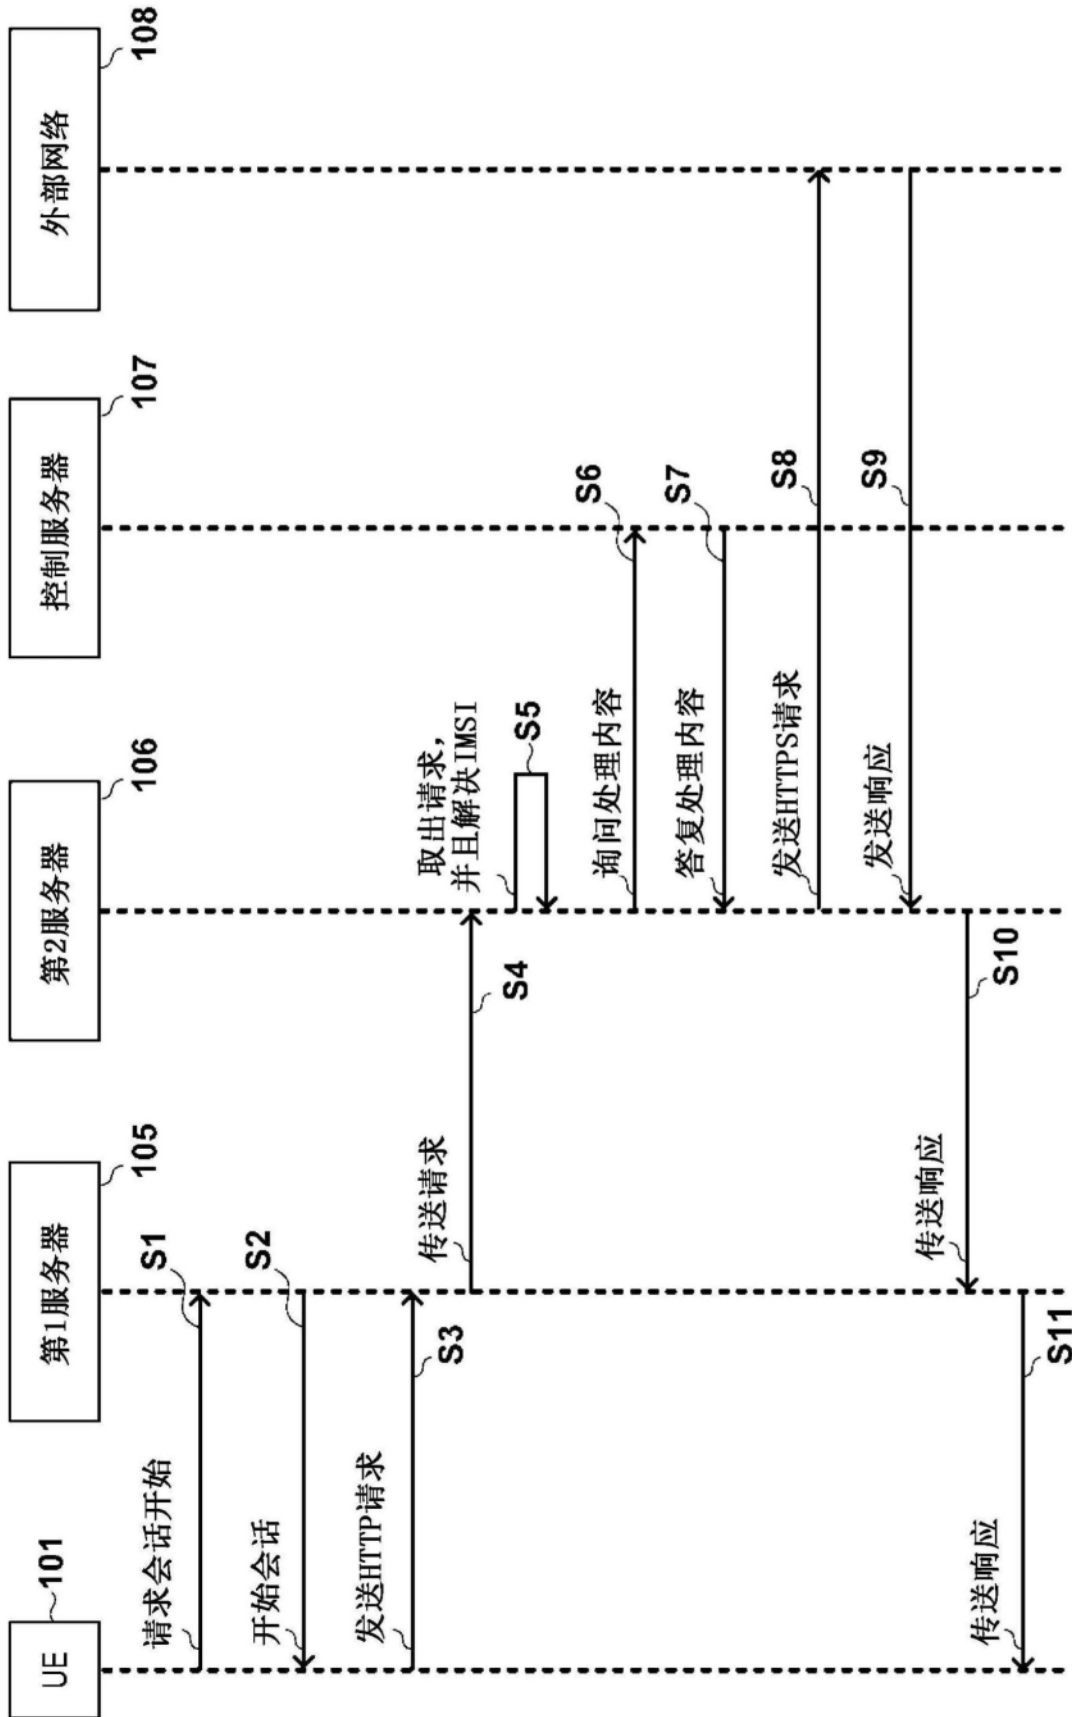 UE
101
第1服务器
105
第2服务器
106
控制服务器
107
外部网络
108
请求会话开始
S1
开始会话
S2
发送HTTP请求
S3
传送请求
S4
取出请求,
并且解决IMSI
S5
询问处理内容
S6
答复处理内容
S7
发送HTTPS请求
S8
发送响应
S9
传送响应
S10
传送响应
S11